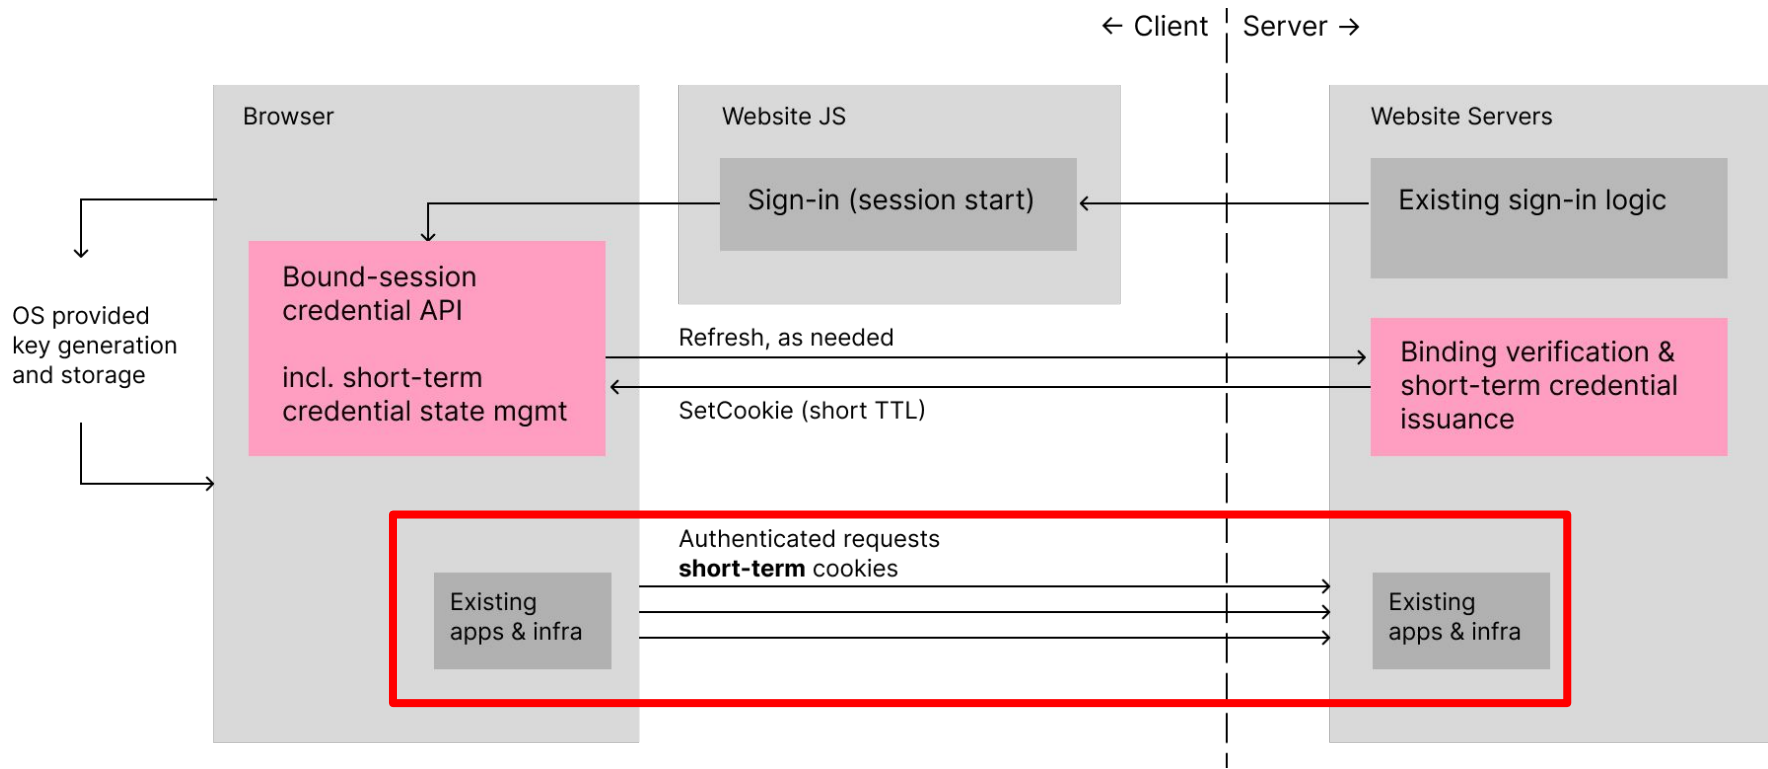 ← Client
Server →
Browser
Website JS
Website Servers
Sign-in (session start)
Existing sign-in logic
Bound-session
credential API
incl. short-term
credential state mgmt
OS provided
key generation
and storage
Refresh, as needed
SetCookie (short TTL)
Binding verification &
short-term credential
issuance
Authenticated requests
short-term cookies
Existing
apps & infra
Existing
apps & infra